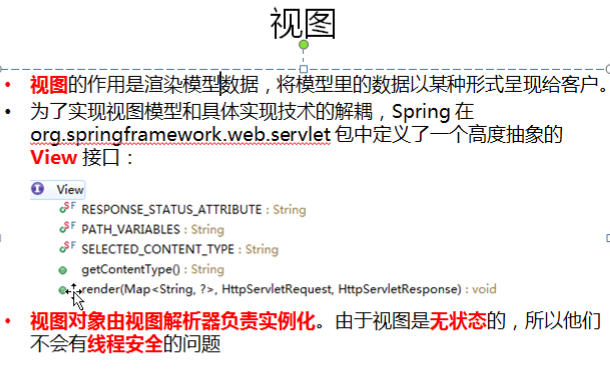 视图
• 视图的作用是渲染模型数据，将模型里的数据以某种形式呈现给客户。
• 为了实现视图模型和具体实现技术的解耦，Spring 在
org.springframework.web.servlet 包中定义了一个高度抽象的
View 接口：
I View
SF RESPONSE_STATUS_ATTRIBUTE : String
SF PATH_VARIABLES : String
SF SELECTED_CONTENT_TYPE : String
getContentType() : String
render(Map<String, ?>, HttpServletRequest, HttpServletResponse) : void
• 视图对象由视图解析器负责实例化。由于视图是无状态的，所以他们
不会有线程安全的问题